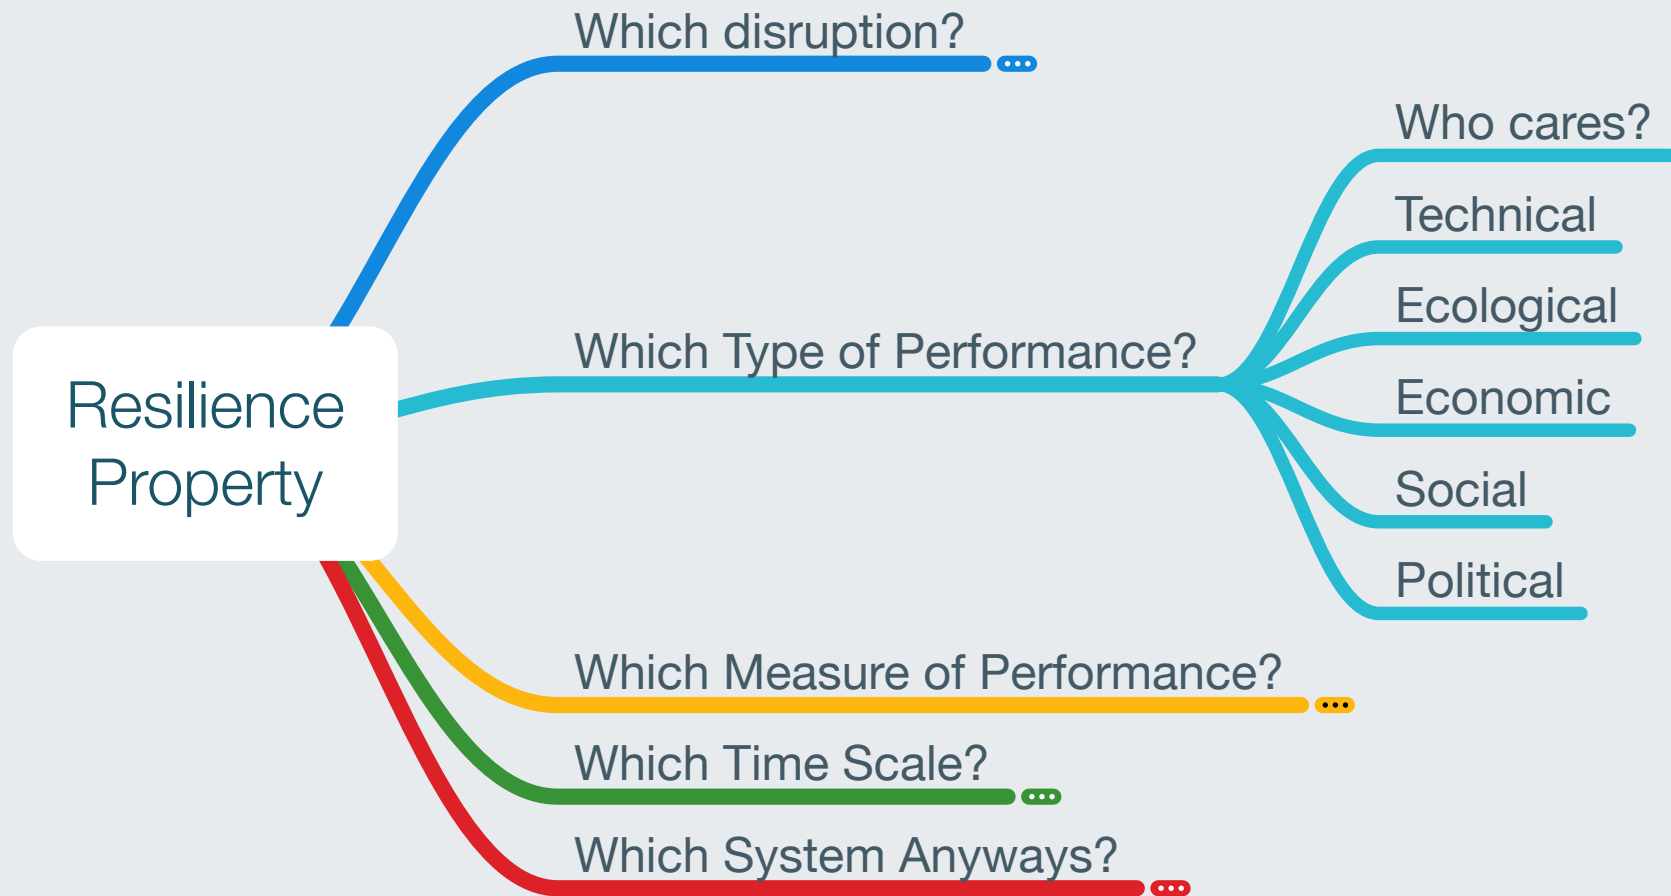 Resilience
Property
Which disruption?
Which Type of Performance?
Who cares?
Technical
Ecological
Economic
Social
Political
Which Measure of Performance?
Which Time Scale?
Which System Anyways?